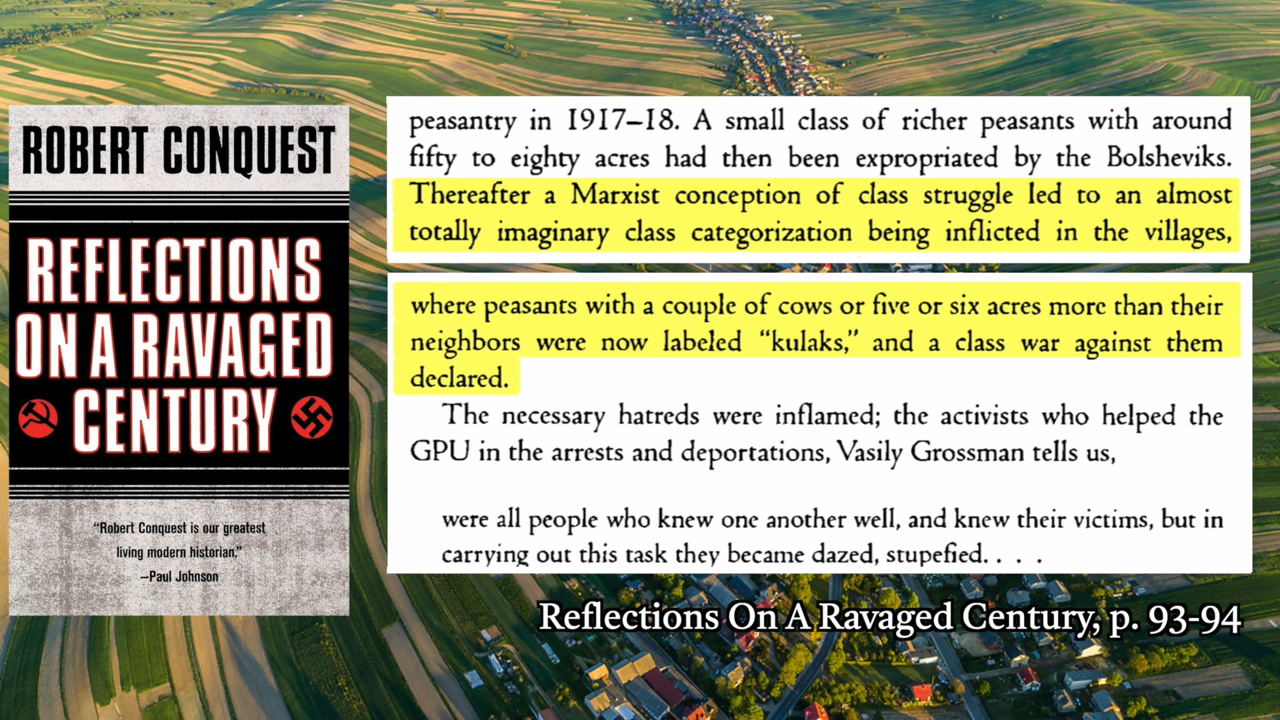 ROBERT CONQUEST
REFLECTIONS
ON A RAVAGED
CENTURY
“Robert Conquest is our greatest
living modern historian.”
—Paul Johnson
peasantry in 1917–18. A small class of richer peasants with around
fifty to eighty acres had then been expropriated by the Bolsheviks.
Thereafter a Marxist conception of class struggle led to an almost
totally imaginary class categorization being inflicted in the villages,
where peasants with a couple of cows or five or six acres more than their
neighbors were now labeled “kulaks,” and a class war against them
declared.
The necessary hatreds were inflamed; the activists who helped the
GPU in the arrests and deportations, Vasily Grossman tells us,
were all people who knew one another well, and knew their victims, but in
carrying out this task they became dazed, stupefied. . . .
Reflections On A Ravaged Century, p. 93-94